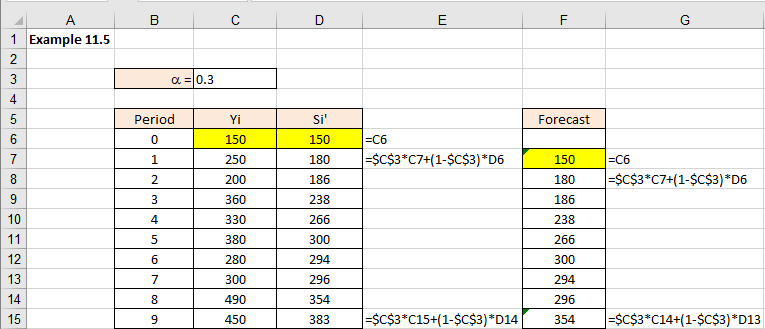 A B C D E F G
1 Example 11.5
2
3 α = 0.3
4
5 Period Yi Si' Forecast
6 0 150 150 =C6
7 1 250 180 =$C$3*C7+(1-$C$3)*D6 150 =C6
8 2 200 186 180 =$C$3*C7+(1-$C$3)*D6
9 3 360 238 186
10 4 330 266 238
11 5 380 300 266
12 6 280 294 300
13 7 300 296 294
14 8 490 354 296
15 9 450 383 =$C$3*C15+(1-$C$3)*D14 354 =$C$3*C14+(1-$C$3)*D13